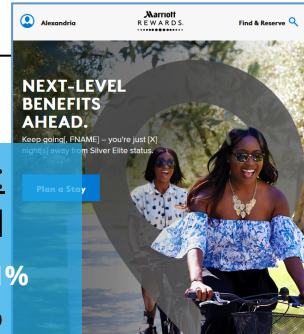 Alexandria
Marriott
REWARDS.
Find & Reserve
NEXT-LEVEL
BENEFITS
AHEAD.
Keep going[, FNAME] – you're just [X]
night[s] away from Silver Elite status.
Plan a Stay
%